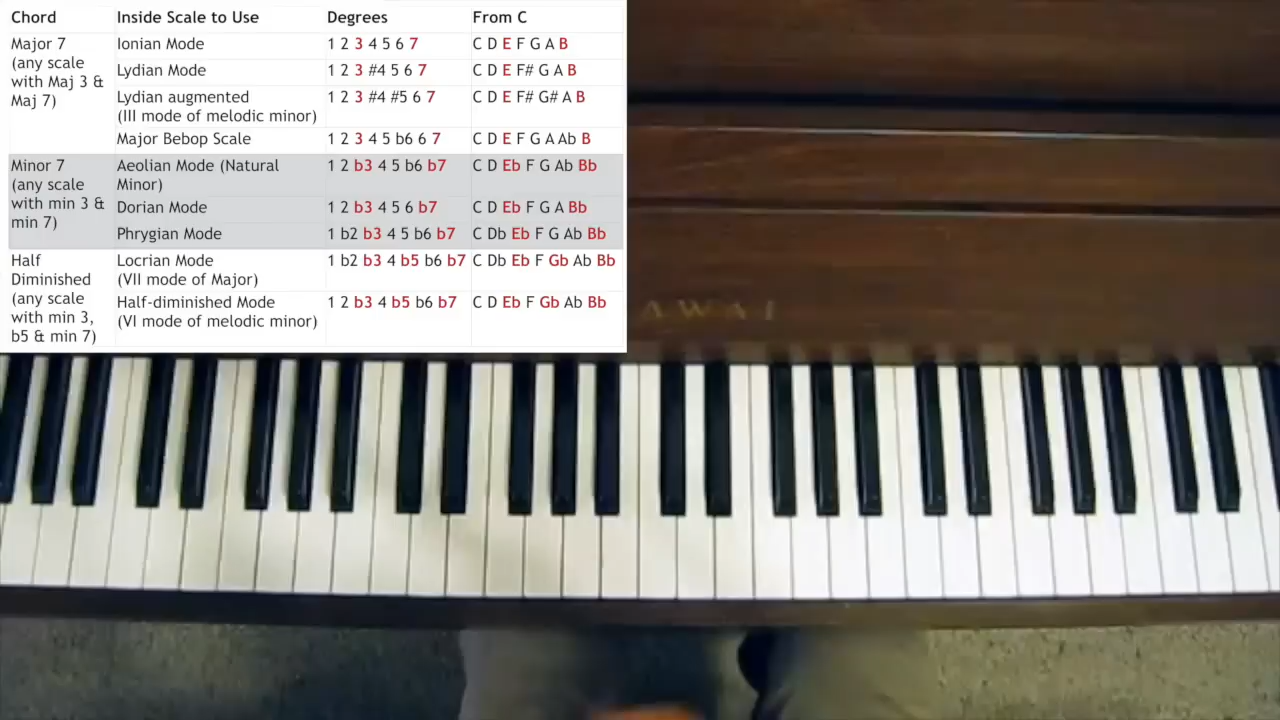 Chord Inside Scale to Use Degrees From C
Major 7 Ionian Mode 1 2 3 4 5 6 7 C D E F G A B
(any scale
with Maj 3 & Lydian Mode 1 2 3 #4 5 6 7 C D E F# G A B
Maj 7) Lydian augmented 1 2 3 #4 #5 6 7 C D E F# G# A B
(III mode of melodic minor)
Major Bebop Scale 1 2 3 4 5 b6 6 7 C D E F G A Ab B
Minor 7 Aeolian Mode (Natural 1 2 b3 4 5 b6 b7 C D Eb F G Ab Bb
(any scale Minor)
with min 3 & Dorian Mode 1 2 b3 4 5 6 b7 C D Eb F G A Bb
min 7) Phrygian Mode 1 b2 b3 4 5 b6 b7 C Db Eb F G Ab Bb
Half Locrian Mode 1 b2 b3 4 b5 b6 b7 C Db Eb F Gb Ab Bb
Diminished (VII mode of Major)
(any scale Half-diminished Mode 1 2 b3 4 b5 b6 b7 C D Eb F Gb Ab Bb
with min 3, (VI mode of melodic minor)
b5 & min 7)
AWAI